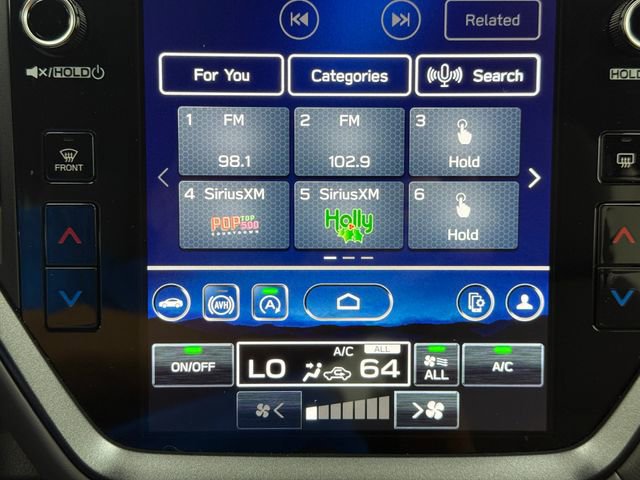 Related
/HOLD
HOLD
For You
Categories
Search
1 FM
98.1
2 FM
102.9
3
Hold
FRONT
4 SiriusXM
POP TOP 500
COUNTDOWN
5 SiriusXM
Holly
6
Hold
AVH
A
A/C ALL
ON/OFF
LO
64
ALL
A/C